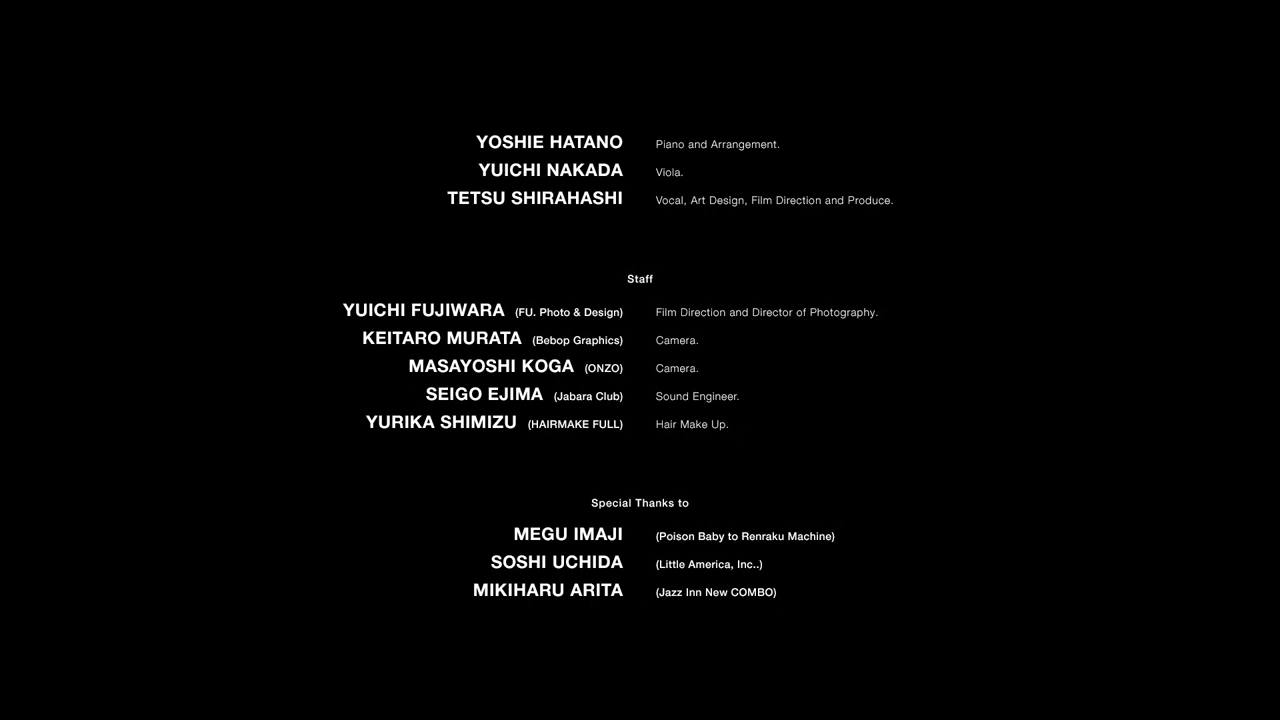 YOSHIE HATANO Piano and Arrangement.
YUICHI NAKADA Viola.
TETSU SHIRAHASHI Vocal, Art Design, Film Direction and Produce.
Staff
YUICHI FUJIWARA (FU. Photo & Design) Film Direction and Director of Photography.
KEITARO MURATA (Bebop Graphics) Camera.
MASAYOSHI KOGA (ONZO) Camera.
SEIGO EJIMA (Jabara Club) Sound Engineer.
YURIKA SHIMIZU (HAIRMAKE FULL) Hair Make Up.
Special Thanks to
MEGU IMAJI (Poison Baby to Renraku Machine)
SOSHI UCHIDA (Little America, Inc..)
MIKIHARU ARITA (Jazz Inn New COMBO)